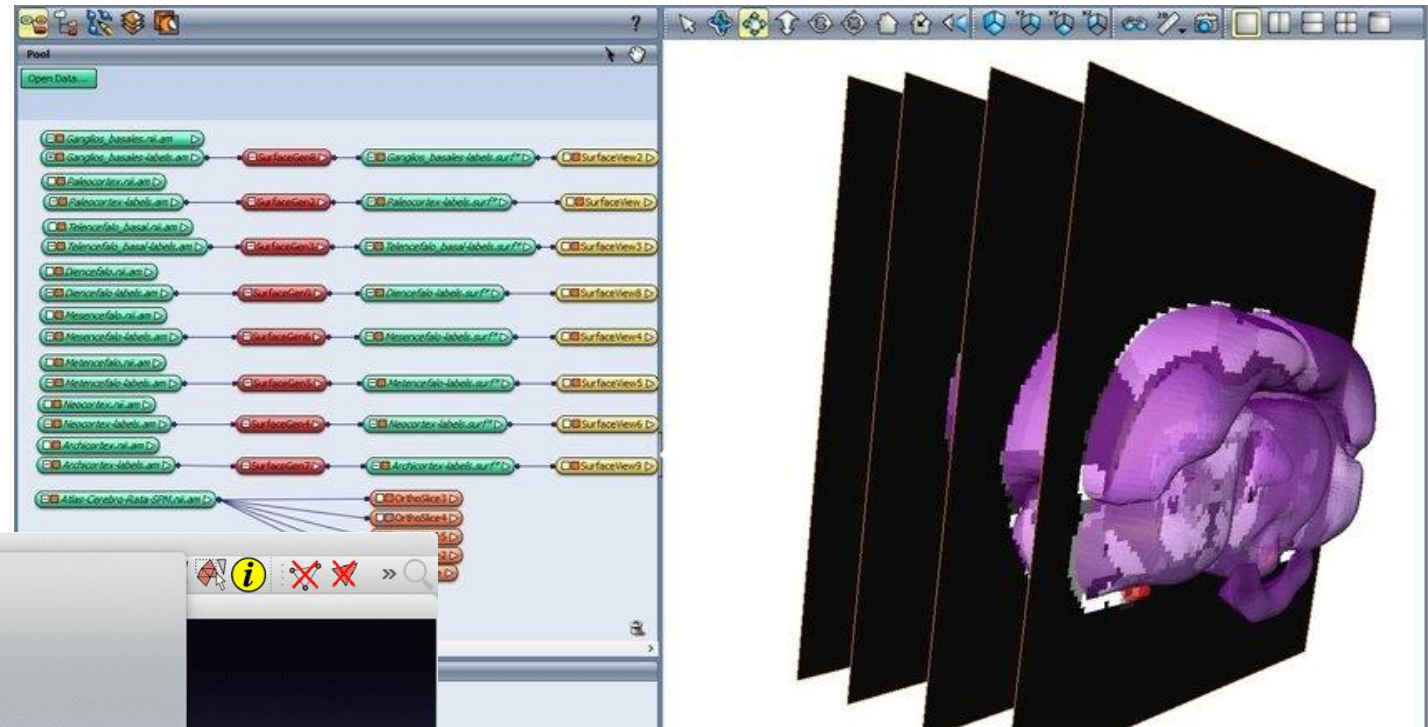 ?
Pool
Open Data...
Ganglios_basales.nii.am
Ganglios_basales-labels.am SurfaceGen8 Ganglios_basales-labels.surf* SurfaceView2
Paleocortex.nii.am
Paleocortex-labels.am SurfaceGen2 Paleocortex-labels.surf* SurfaceView
Telencefalo_basal.nii.am
Telencefalo_basal-labels.am SurfaceGen3 Telencefalo_basal-labels.surf* SurfaceView3
Diencefalo.nii.am
Diencefalo-labels.am SurfaceGen9 Diencefalo-labels.surf* SurfaceView8
Mesencefalo.nii.am
Mesencefalo-labels.am SurfaceGen6 Mesencefalo-labels.surf* SurfaceView4
Metencefalo.nii.am
Metencefalo-labels.am SurfaceGen5 Metencefalo-labels.surf* SurfaceView5
Neocortex.nii.am
Neocortex-labels.am SurfaceGen4 Neocortex-labels.surf* SurfaceView6
Archicortex.nii.am
Archicortex-labels.am SurfaceGen7 Archicortex-labels.surf* SurfaceView9
Atlas-Cerebro-Rata-SPM.nii.am OrthoSlice3
OrthoSlice4